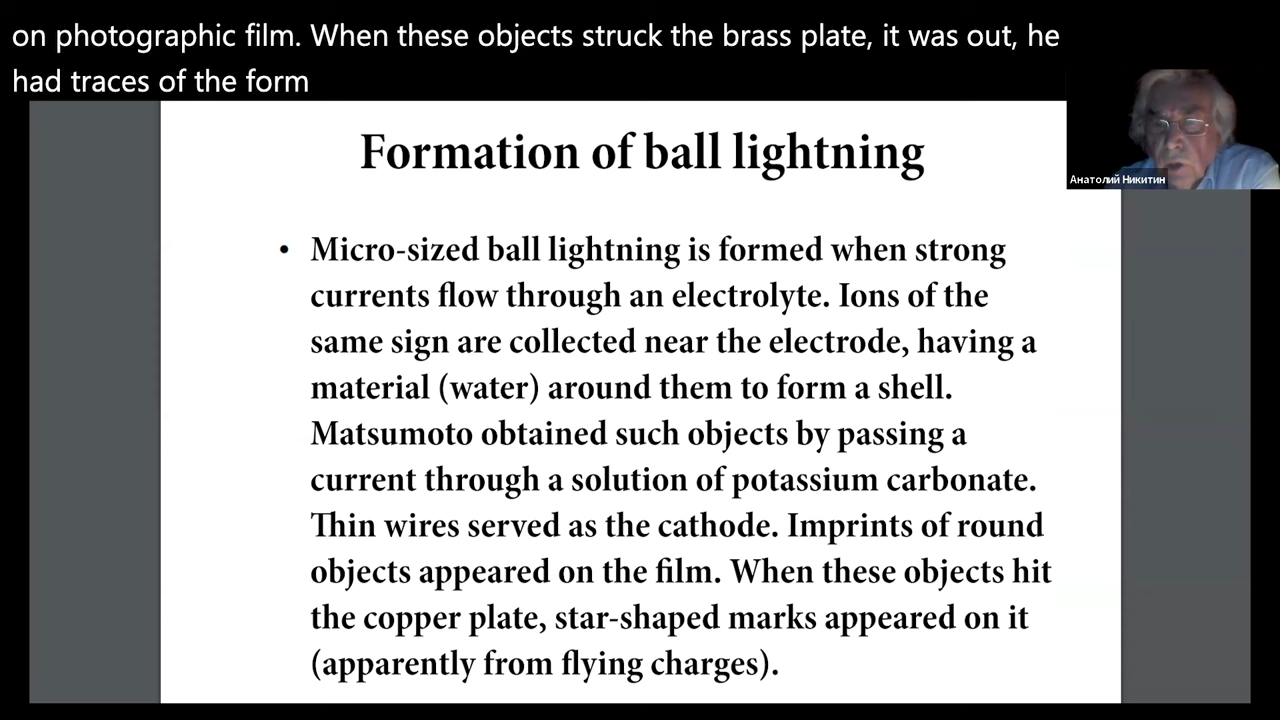 on photographic film. When these objects struck the brass plate, it was out, he
had traces of the form
Анатолий Никитин
Formation of ball lightning
• Micro-sized ball lightning is formed when strong
currents flow through an electrolyte. Ions of the
same sign are collected near the electrode, having a
material (water) around them to form a shell.
Matsumoto obtained such objects by passing a
current through a solution of potassium carbonate.
Thin wires served as the cathode. Imprints of round
objects appeared on the film. When these objects hit
the copper plate, star-shaped marks appeared on it
(apparently from flying charges).